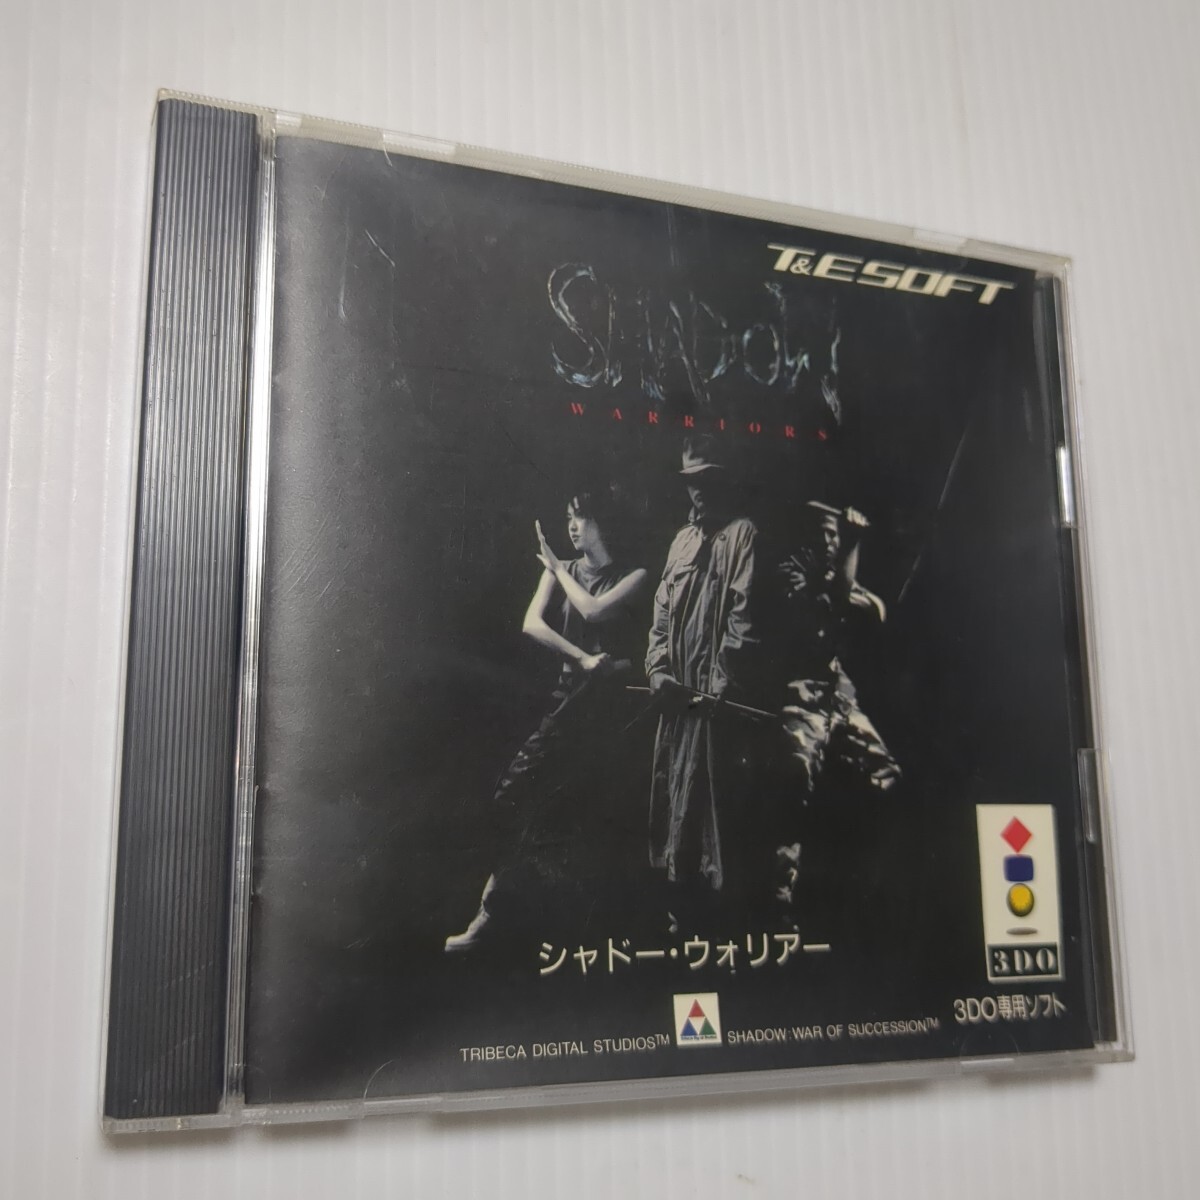 T&E SOFT
SHADOW
WARRIORS
シャドー・ウォリアー
3DO
3DO専用ソフト
TRIBECA DIGITAL STUDIOS™
SHADOW: WAR OF SUCCESSION™